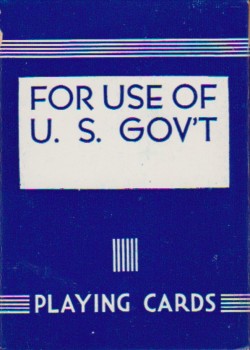 FOR USE OF
U. S. GOV'T
PLAYING CARDS